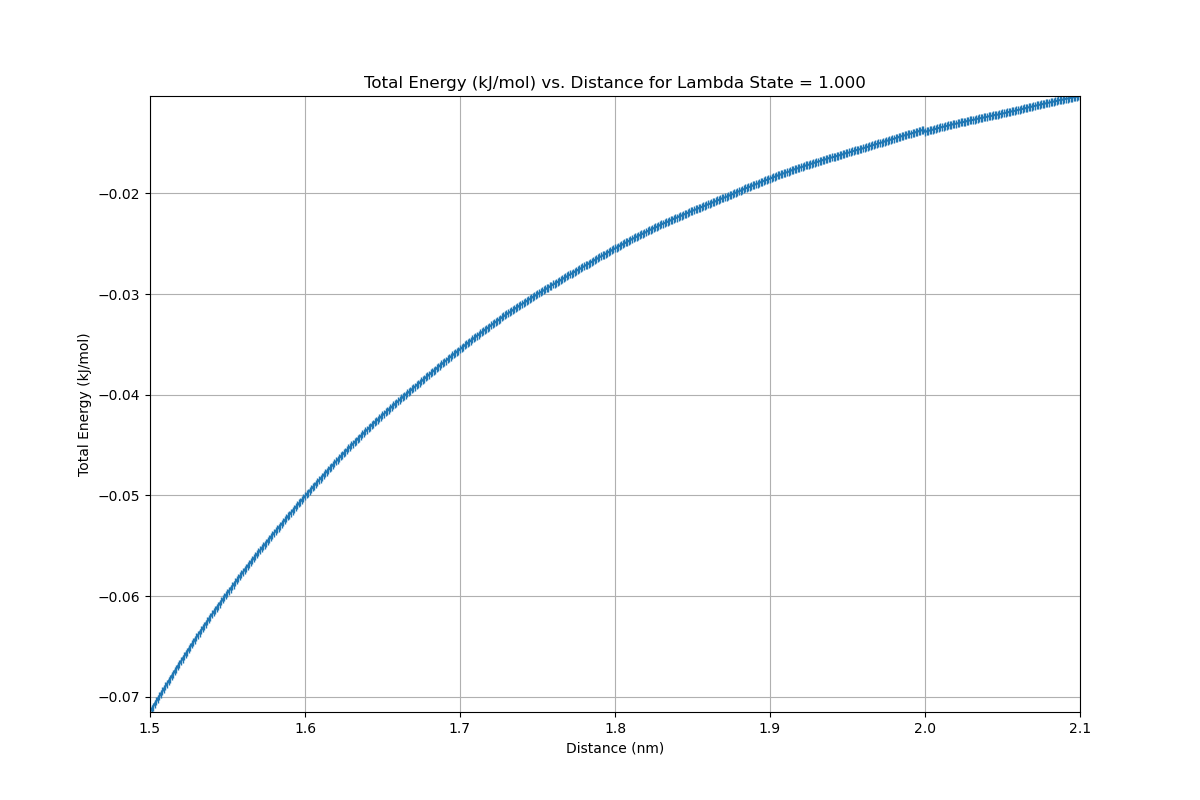 Total Energy (kJ/mol) vs. Distance for Lambda State = 1.000
−0.02
−0.03
−0.04
−0.05
−0.06
−0.07
Total Energy (kJ/mol)
1.5 1.6 1.7 1.8 1.9 2.0 2.1
Distance (nm)